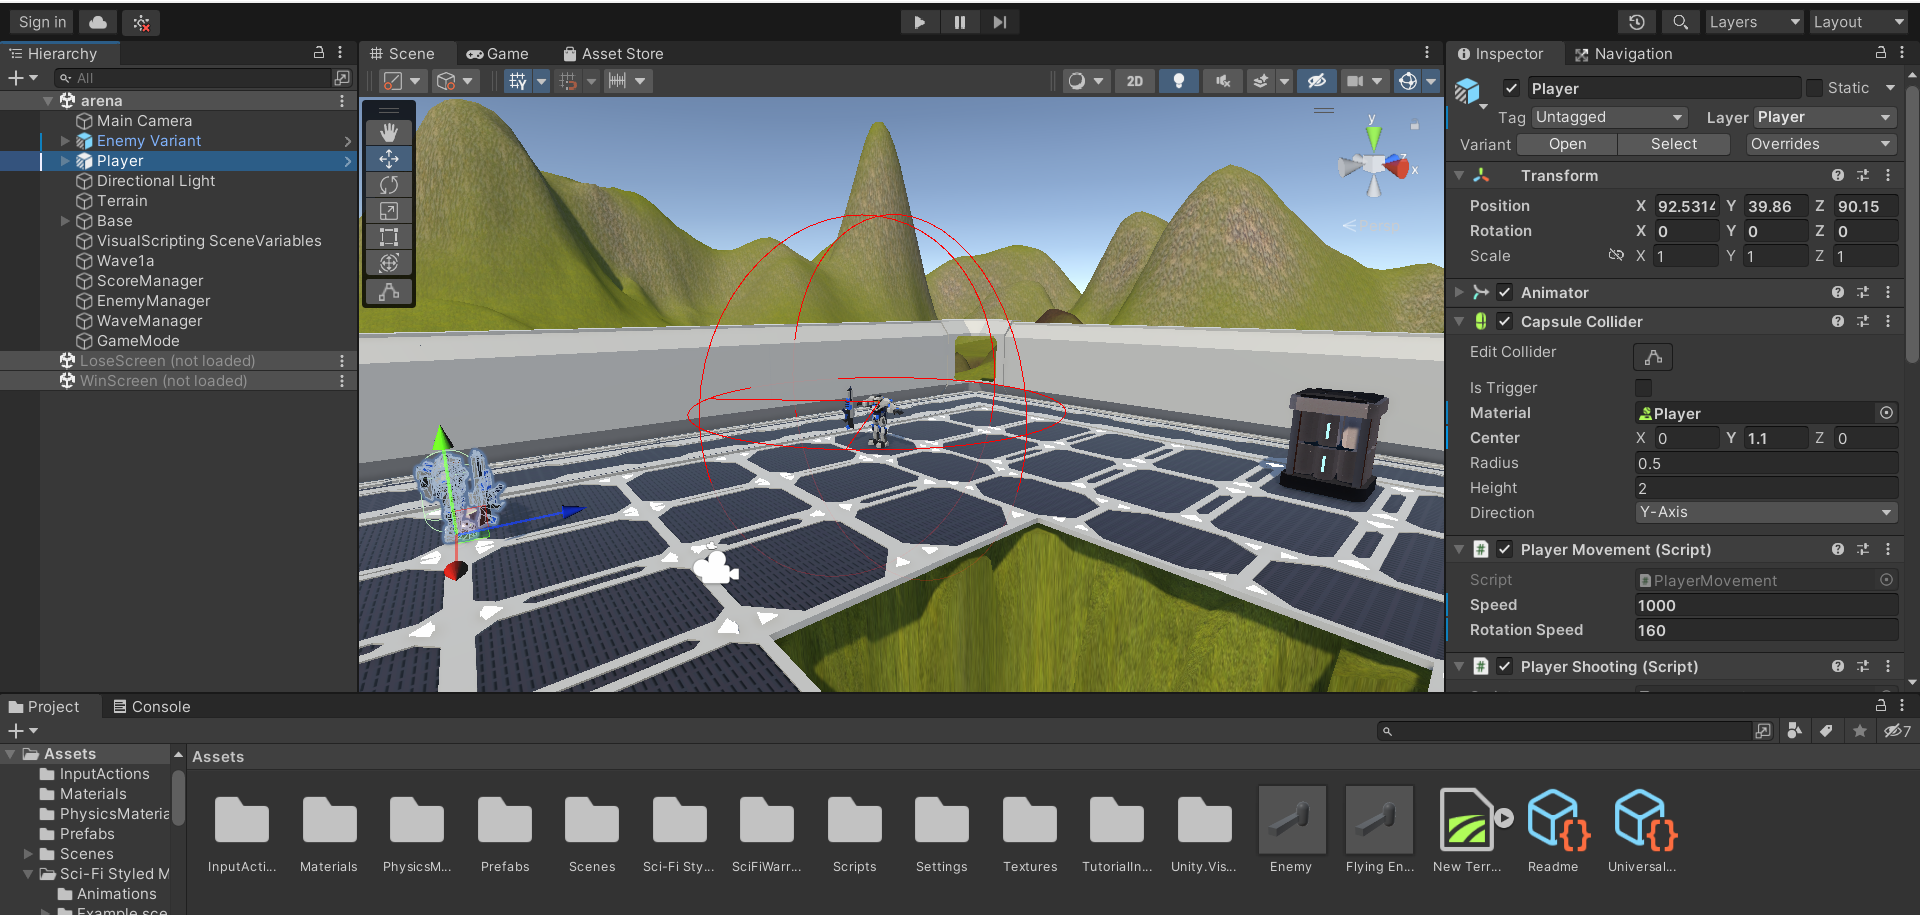 Sign in
Layers
Layout
Hierarchy
All
arena
Main Camera
Enemy Variant
Player
Directional Light
Terrain
Base
VisualScripting SceneVariables
Wave1a
ScoreManager
EnemyManager
WaveManager
GameMode
LoseScreen (not loaded)
WinScreen (not loaded)
Scene
Game
Asset Store
2D
y
z
x
Persp
Inspector
Navigation
Player
Static
Tag Untagged
Layer Player
Variant Open Select Overrides
Transform
Position X 92.5314 Y 39.86 Z 90.15
Rotation X 0 Y 0 Z 0
Scale X 1 Y 1 Z 1
Animator
Capsule Collider
Edit Collider
Is Trigger
Material Player
Center X 0 Y 1.1 Z 0
Radius 0.5
Height 2
Direction Y-Axis
# Player Movement (Script)
Script PlayerMovement
Speed 1000
Rotation Speed 160
# Player Shooting (Script)
Project
Console
7
Assets
InputActions
Materials
PhysicsMateria
Prefabs
Scenes
Sci-Fi Styled M
Animations
Example sce
Assets
InputActi...
Materials
PhysicsM...
Prefabs
Scenes
Sci-Fi Sty...
SciFiWarr...
Scripts
Settings
Textures
TutorialIn...
Unity.Vis...
Enemy
Flying En...
New Terr...
Readme
Universal...